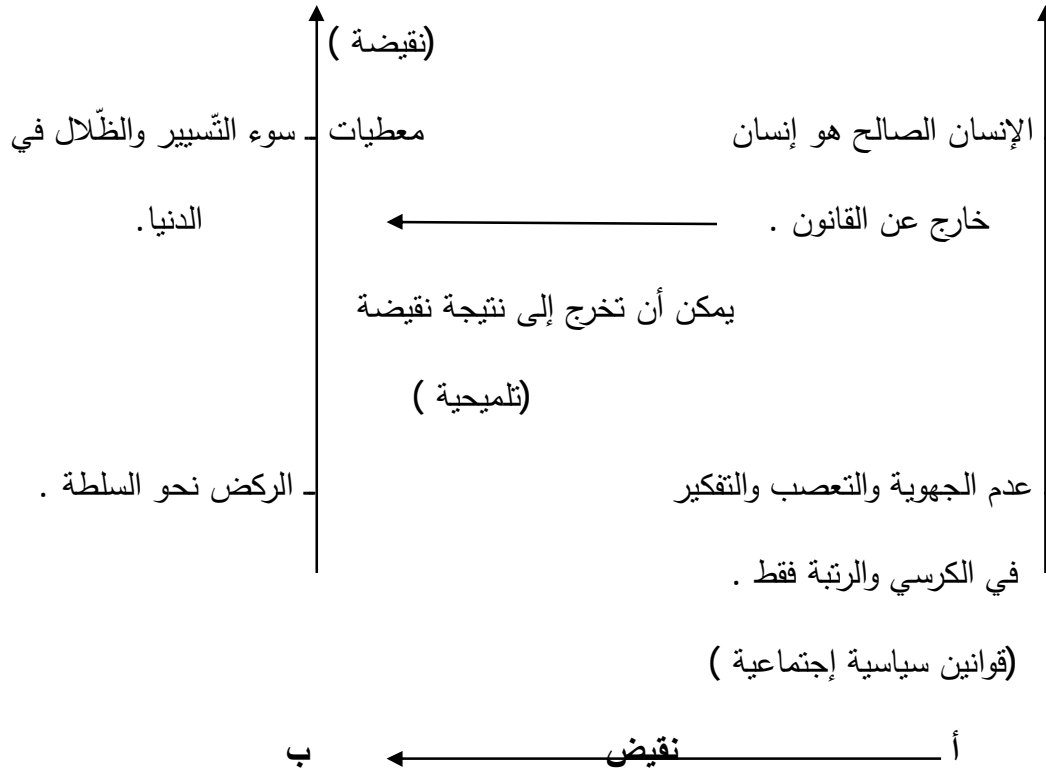 (نقيضة )
الإنسان الصالح هو إنسان معطيات ـ سوء التّسيير والظّلال في
خارج عن القانون . الدنيا.
يمكن أن تخرج إلى نتيجة نقيضة
(تلميحية )
عدم الجهوية والتعصب والتفكير ـ الركض نحو السلطة .
في الكرسي والرتبة فقط .
(قوانين سياسية إجتماعية )
أ نقيض ب